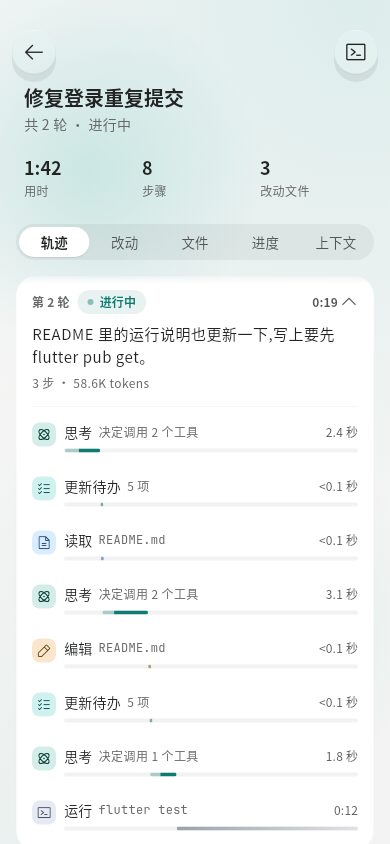 修复登录重复提交
共 2 轮 · 进行中
1:42 8 3
用时 步骤 改动文件
轨迹 改动 文件 进度 上下文
第 2 轮 进行中 0:19
README 里的运行说明也更新一下,写上要先
flutter pub get。
3 步 · 58.6K tokens
思考 决定调用 2 个工具 2.4 秒
更新待办 5 项 <0.1 秒
读取 README.md <0.1 秒
思考 决定调用 2 个工具 3.1 秒
编辑 README.md <0.1 秒
更新待办 5 项 <0.1 秒
思考 决定调用 1 个工具 1.8 秒
运行 flutter test 0:12